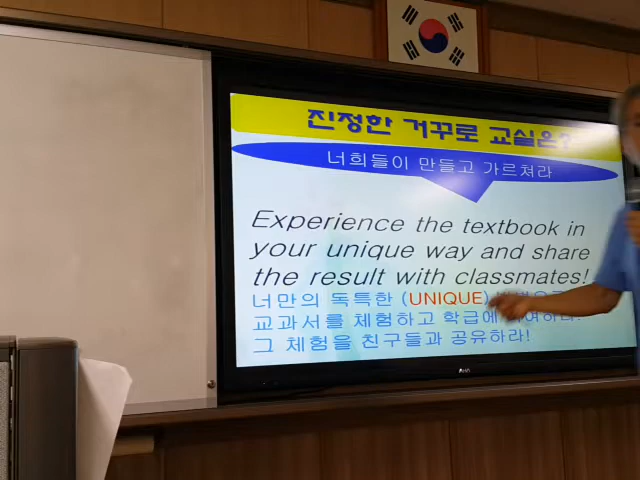 진정한 거꾸로 교실은?
너희들이 만들고 가르쳐라
Experience the textbook in
your unique way and share
the result with classmates!
너만의 독특한 (UNIQUE)
교과서를 체험하고 학급에
그 체험을 친구들과 공유하라!